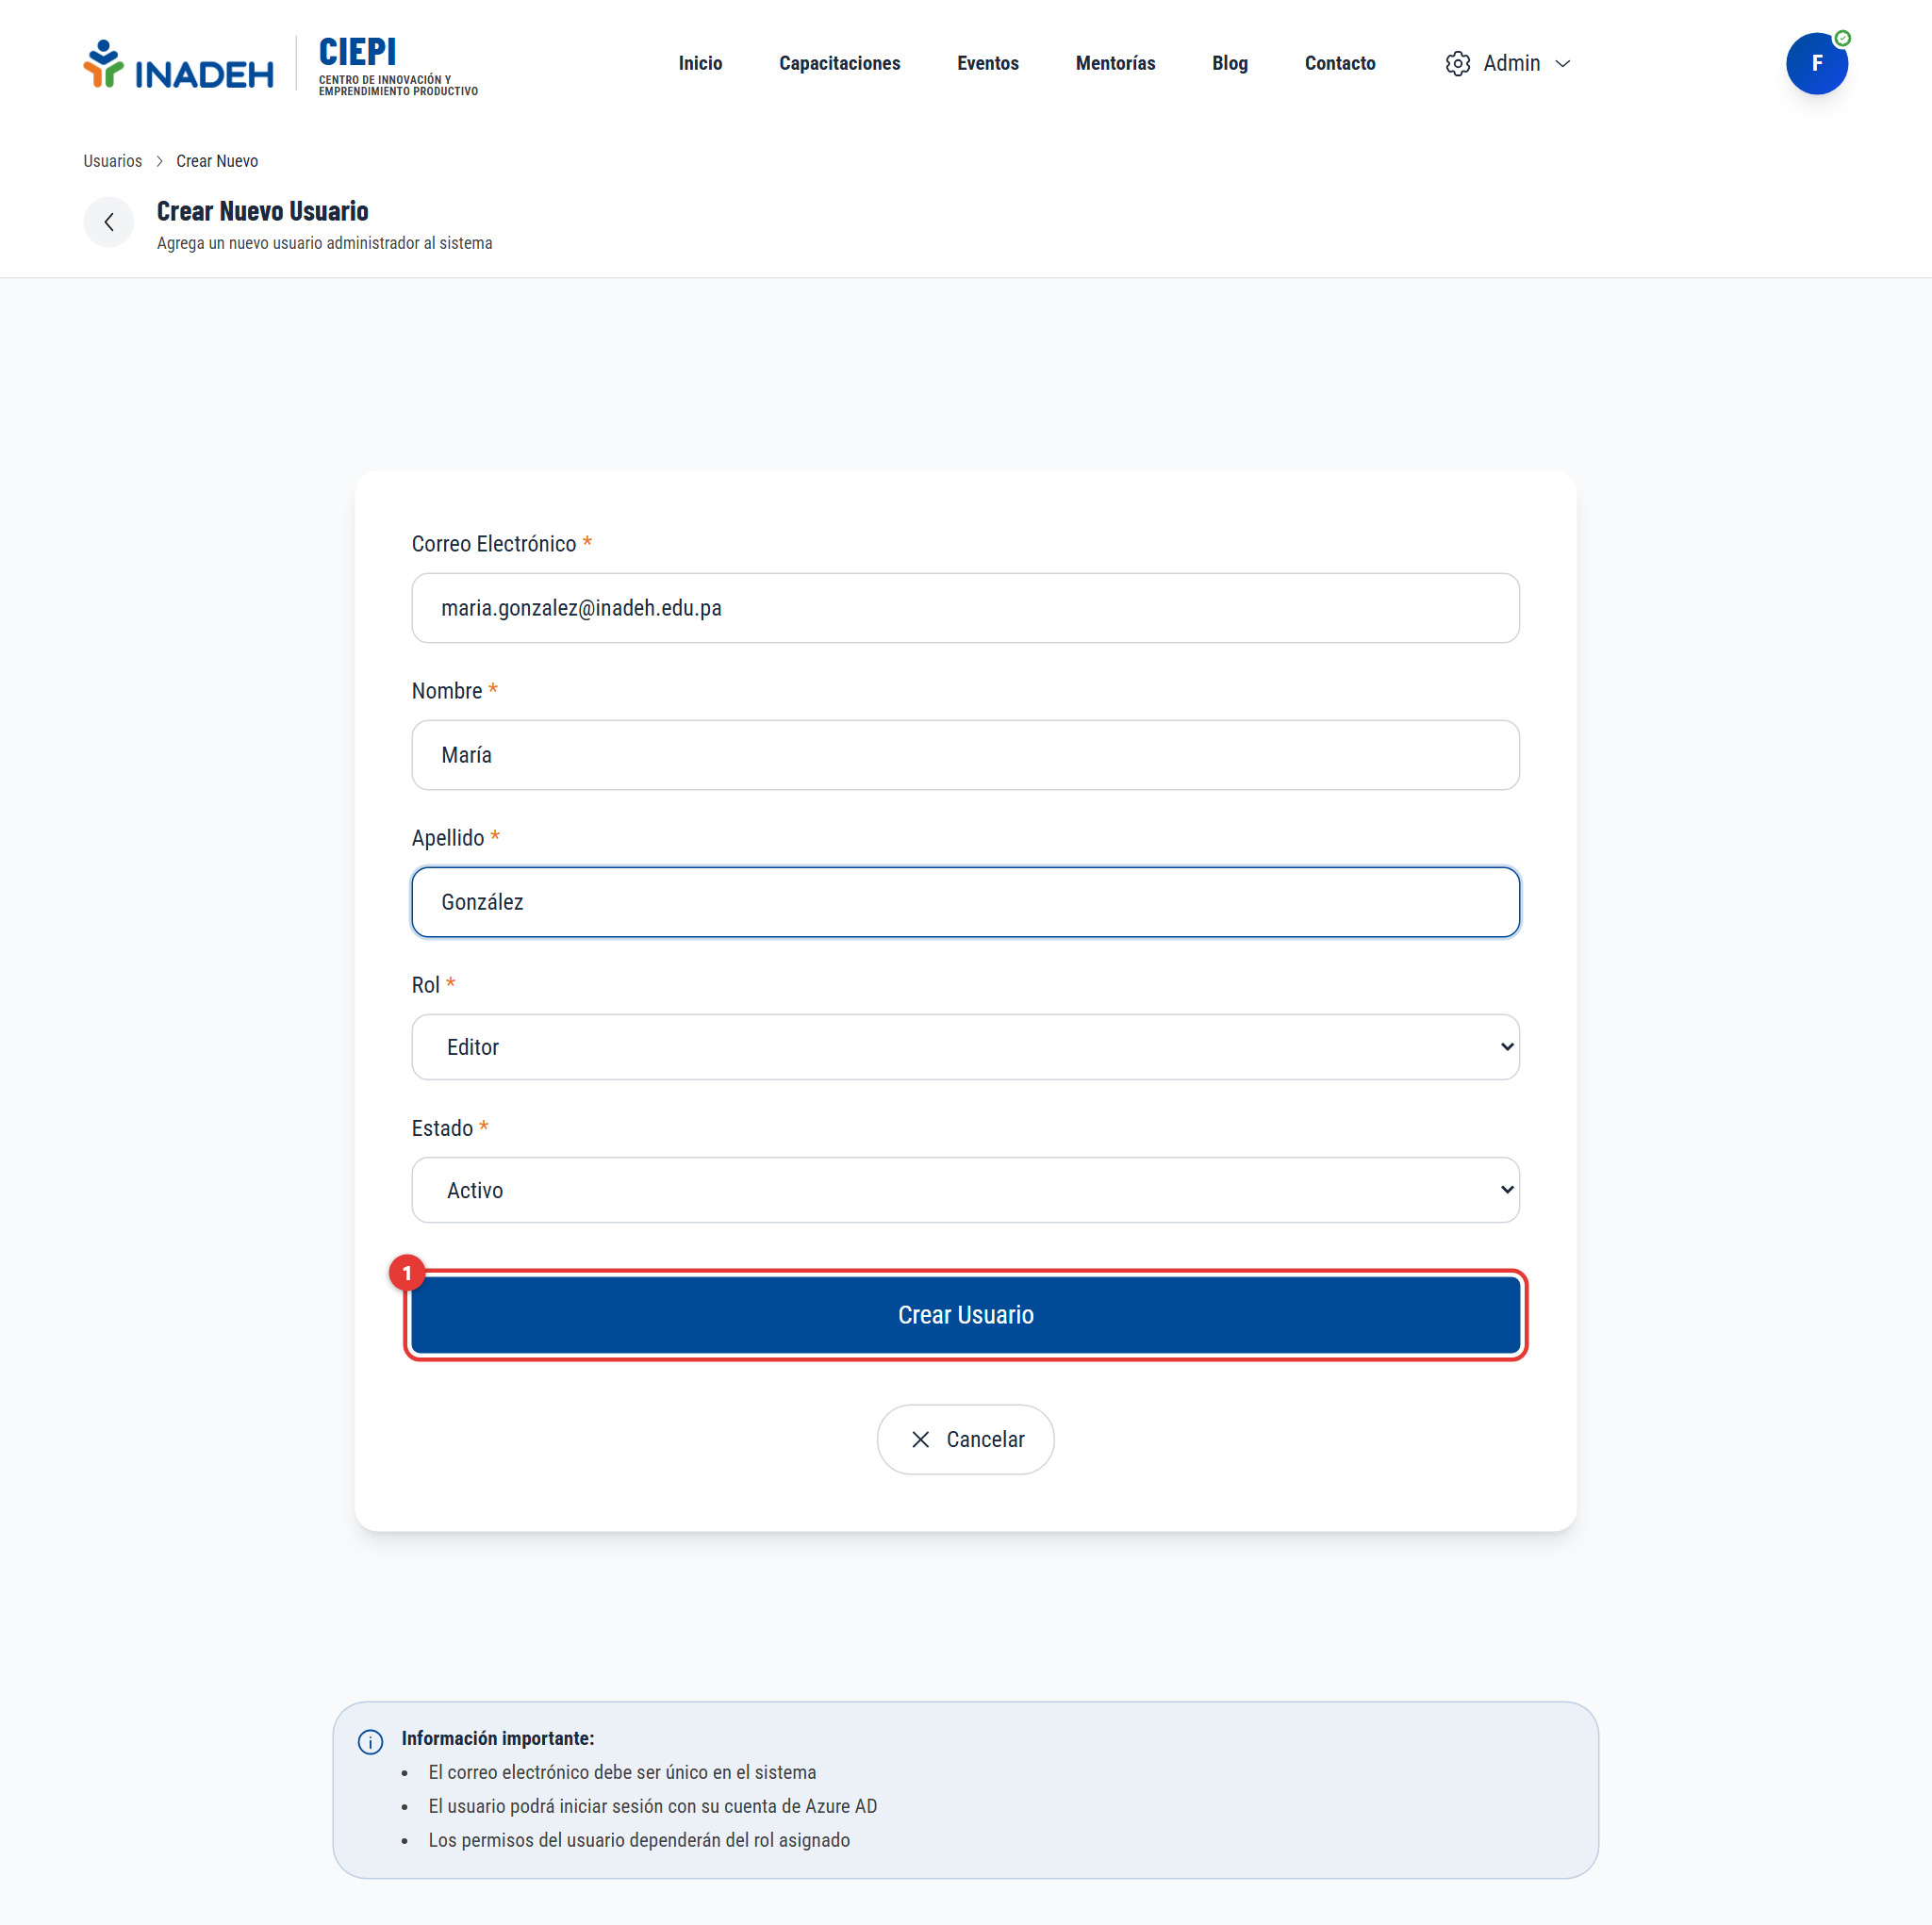 INADEH
CIEPI
CENTRO DE INNOVACIÓN Y
EMPRENDIMIENTO PRODUCTIVO
Inicio
Capacitaciones
Eventos
Mentorías
Blog
Contacto
Admin
F
Usuarios > Crear Nuevo
Crear Nuevo Usuario
Agrega un nuevo usuario administrador al sistema
Correo Electrónico *
maria.gonzalez@inadeh.edu.pa
Nombre *
María
Apellido *
González
Rol *
Editor
Estado *
Activo
1
Crear Usuario
Cancelar
Información importante:
• El correo electrónico debe ser único en el sistema
• El usuario podrá iniciar sesión con su cuenta de Azure AD
• Los permisos del usuario dependerán del rol asignado